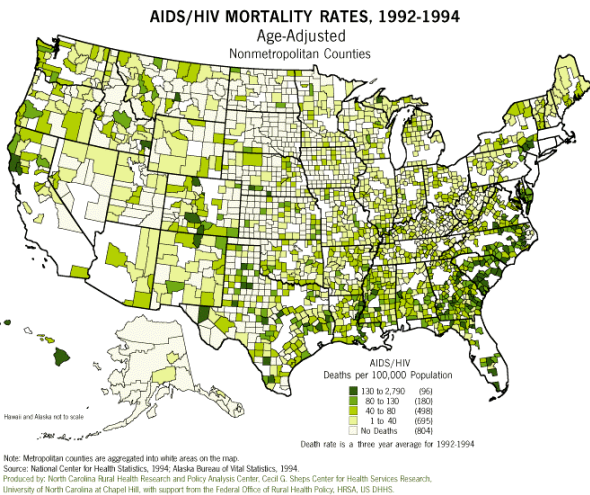 AIDS/HIV MORTALITY RATES, 1992-1994
Age-Adjusted
Nonmetropolitan Counties
AIDS/HIV
Deaths per 100,000 Population
130 to 2,790 (96)
80 to 130 (180)
40 to 80 (498)
1 to 40 (695)
No Deaths (804)
Death rate is a three year average for 1992-1994
Hawaii and Alaska not to scale
Note: Metropolitan counties are aggregated into white areas on the map.
Source: National Center for Health Statistics, 1994; Alaska Bureau of Vital Statistics, 1994.
Produced by: North Carolina Rural Health Research and Policy Analysis Center, Cecil G. Sheps Center for Health Services Research,
University of North Carolina at Chapel Hill, with support from the Federal Office of Rural Health Policy, HRSA, US DHHS.